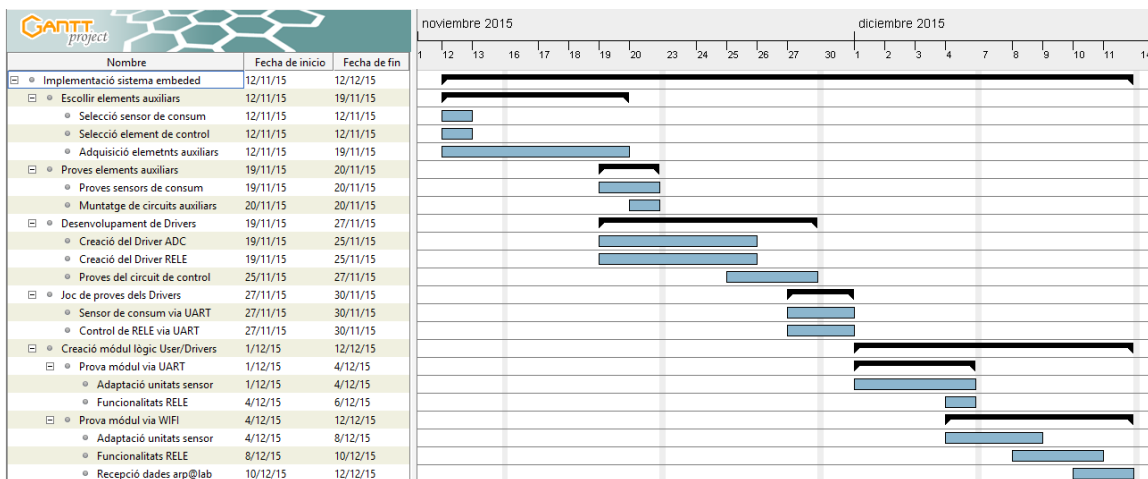 GANTT
project
noviembre 2015 diciembre 2015
1 12 13 16 17 18 19 20 23 24 25 26 27 30 1 2 3 4 7 8 9 10 11 14
Nombre Fecha de inicio Fecha de fin
Implementació sistema embeded 12/11/15 12/12/15
Escollir elements auxiliars 12/11/15 19/11/15
Selecció sensor de consum 12/11/15 12/11/15
Selecció element de control 12/11/15 12/11/15
Adquisició elemetnts auxiliars 12/11/15 19/11/15
Proves elements auxiliars 19/11/15 20/11/15
Proves sensors de consum 19/11/15 20/11/15
Muntatge de circuits auxiliars 20/11/15 20/11/15
Desenvolupament de Drivers 19/11/15 27/11/15
Creació del Driver ADC 19/11/15 25/11/15
Creació del Driver RELE 19/11/15 25/11/15
Proves del circuit de control 25/11/15 27/11/15
Joc de proves dels Drivers 27/11/15 30/11/15
Sensor de consum via UART 27/11/15 30/11/15
Control de RELE via UART 27/11/15 30/11/15
Creació módul lògic User/Drivers 1/12/15 12/12/15
Prova módul via UART 1/12/15 4/12/15
Adaptació unitats sensor 1/12/15 4/12/15
Funcionalitats RELE 4/12/15 6/12/15
Prova módul via WIFI 4/12/15 12/12/15
Adaptació unitats sensor 4/12/15 8/12/15
Funcionalitats RELE 8/12/15 10/12/15
Recepció dades arp@lab 10/12/15 12/12/15